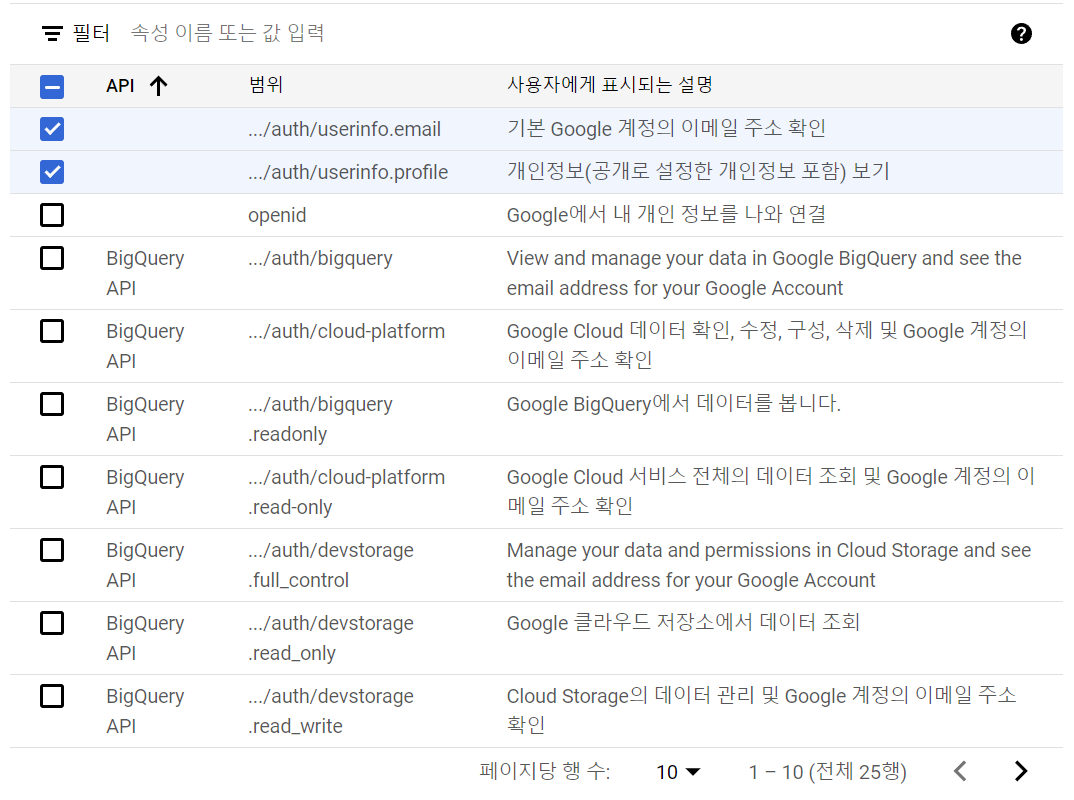 필터 속성 이름 또는 값 입력
API 범위 사용자에게 표시되는 설명
.../auth/userinfo.email 기본 Google 계정의 이메일 주소 확인
.../auth/userinfo.profile 개인정보(공개로 설정한 개인정보 포함) 보기
openid Google에서 내 개인 정보를 나와 연결
BigQuery .../auth/bigquery View and manage your data in Google BigQuery and see the
API email address for your Google Account
BigQuery .../auth/cloud-platform Google Cloud 데이터 확인, 수정, 구성, 삭제 및 Google 계정의
API 이메일 주소 확인
BigQuery .../auth/bigquery Google BigQuery에서 데이터를 봅니다.
API .readonly
BigQuery .../auth/cloud-platform Google Cloud 서비스 전체의 데이터 조회 및 Google 계정의 이
API .read-only 메일 주소 확인
BigQuery .../auth/devstorage Manage your data and permissions in Cloud Storage and see
API .full_control the email address for your Google Account
BigQuery .../auth/devstorage Google 클라우드 저장소에서 데이터 조회
API .read_only
BigQuery .../auth/devstorage Cloud Storage의 데이터 관리 및 Google 계정의 이메일 주소
API .read_write 확인
페이지당 행 수: 10 1 – 10 (전체 25행)